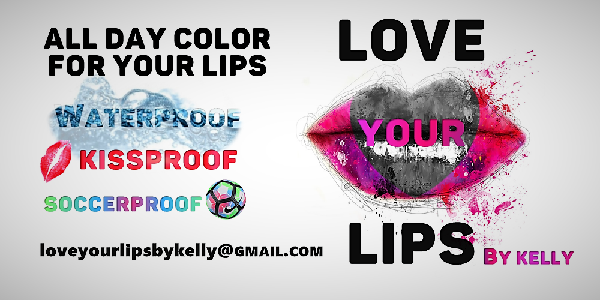 ALL DAY COLOR
FOR YOUR LIPS
WATERPROOF
KISSPROOF
SOCCERPROOF
loveyourlipsbykelly@GMAIL.COM
LOVE
YOUR
LIPS
BY KELLY